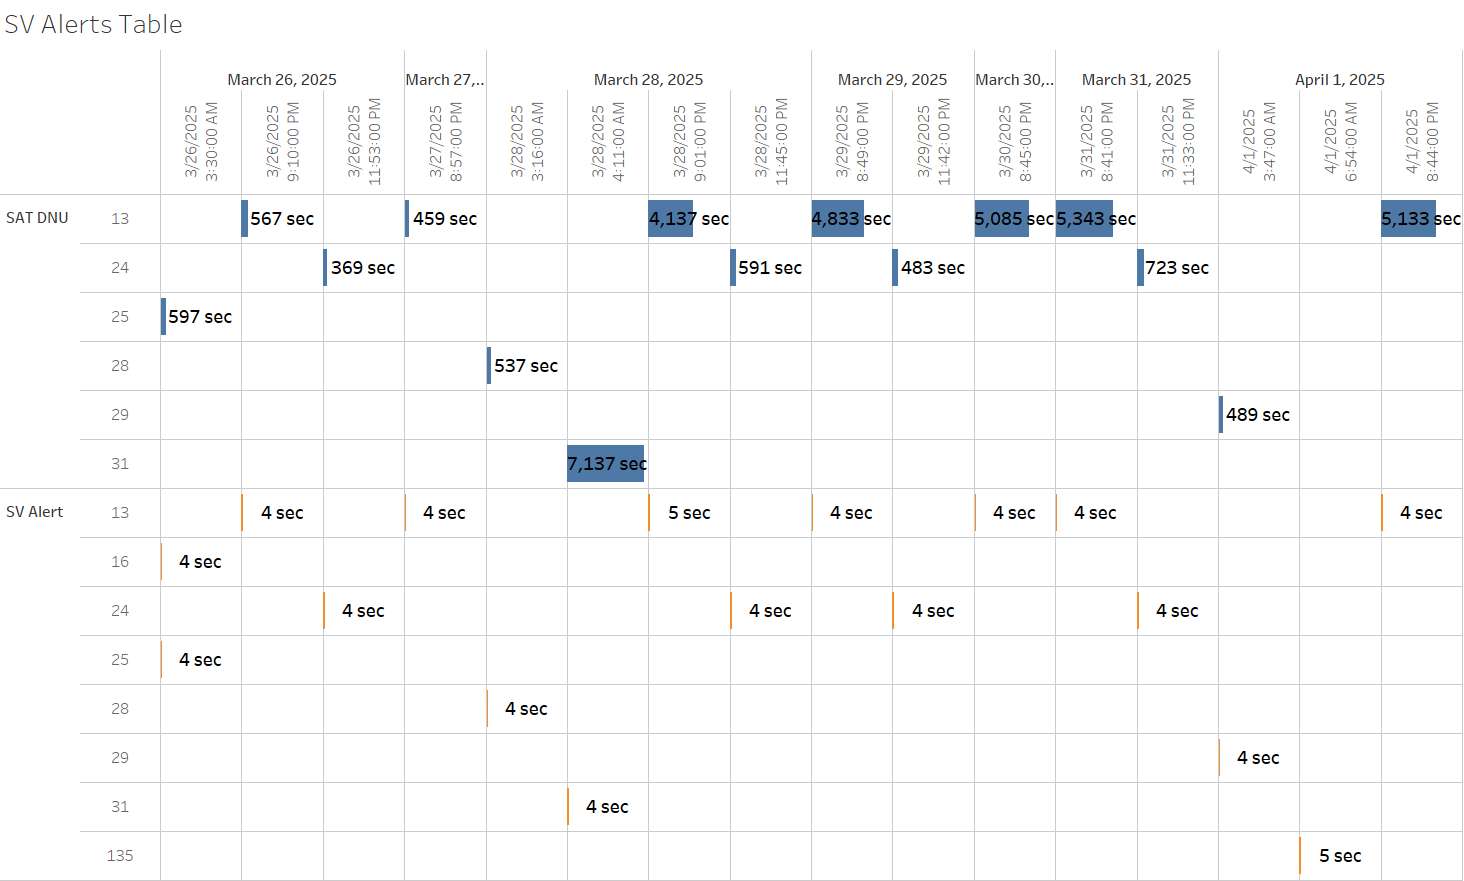 SV Alerts Table
March 26, 2025 March 27,.. March 28, 2025 March 29, 2025 March 30,.. March 31, 2025 April 1, 2025
3/26/2025 3:30:00 AM
3/26/2025 9:10:00 PM
3/26/2025 11:53:00 PM
3/27/2025 8:57:00 PM
3/28/2025 3:16:00 AM
3/28/2025 4:11:00 AM
3/28/2025 9:01:00 PM
3/28/2025 11:45:00 PM
3/29/2025 8:49:00 PM
3/29/2025 11:42:00 PM
3/30/2025 8:45:00 PM
3/31/2025 8:41:00 PM
3/31/2025 11:33:00 PM
4/1/2025 3:47:00 AM
4/1/2025 6:54:00 AM
4/1/2025 8:44:00 PM
SAT DNU 13 567 sec 459 sec 4,137 sec 4,833 sec 5,085 sec 5,343 sec 5,133 sec
24 369 sec 591 sec 483 sec 723 sec
25 597 sec
28 537 sec
29 489 sec
31 7,137 sec
SV Alert 13 4 sec 4 sec 5 sec 4 sec 4 sec 4 sec 4 sec
16 4 sec
24 4 sec 4 sec 4 sec 4 sec
25 4 sec
28 4 sec
29 4 sec
31 4 sec
135 5 sec